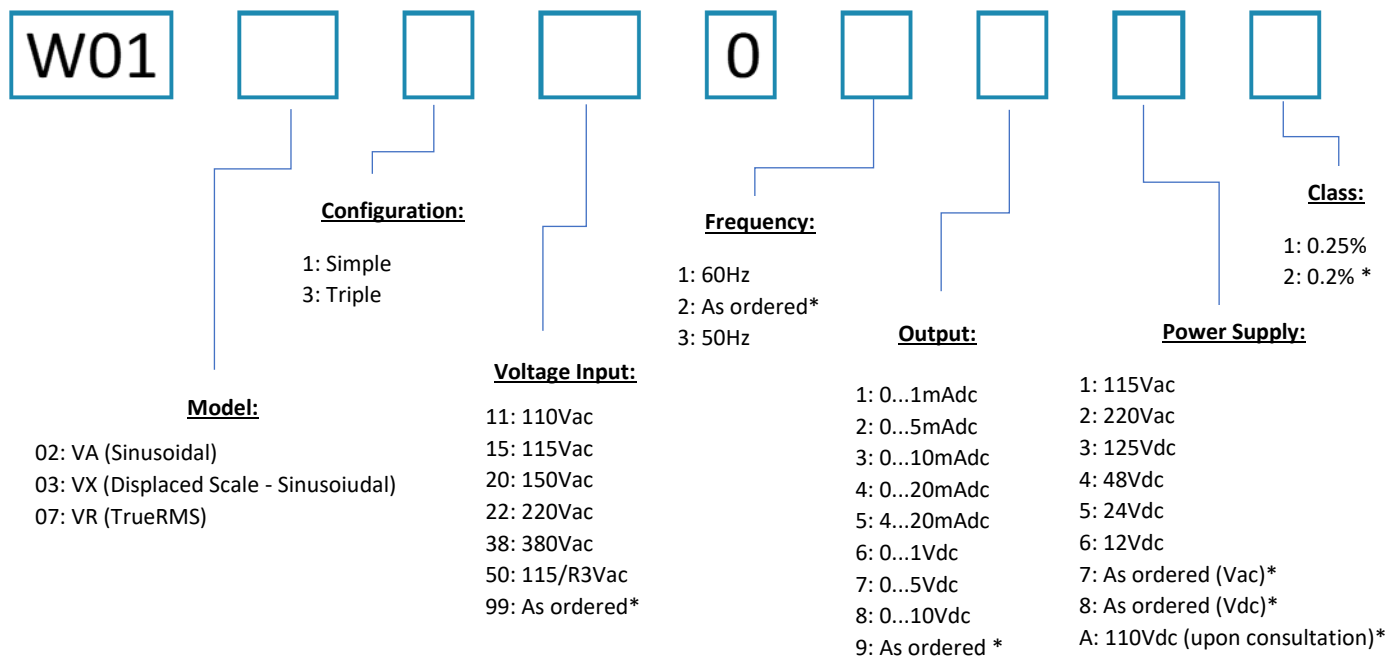 W01 0
Configuration:
1: Simple
3: Triple
Frequency:
1: 60Hz
2: As ordered*
3: 50Hz
Class:
1: 0.25%
2: 0.2% *
Model:
02: VA (Sinusoidal)
03: VX (Displaced Scale - Sinusoiudal)
07: VR (TrueRMS)
Voltage Input:
11: 110Vac
15: 115Vac
20: 150Vac
22: 220Vac
38: 380Vac
50: 115/R3Vac
99: As ordered*
Output:
1: 0...1mAdc
2: 0...5mAdc
3: 0...10mAdc
4: 0...20mAdc
5: 4...20mAdc
6: 0...1Vdc
7: 0...5Vdc
8: 0...10Vdc
9: As ordered *
Power Supply:
1: 115Vac
2: 220Vac
3: 125Vdc
4: 48Vdc
5: 24Vdc
6: 12Vdc
7: As ordered (Vac)*
8: As ordered (Vdc)*
A: 110Vdc (upon consultation)*